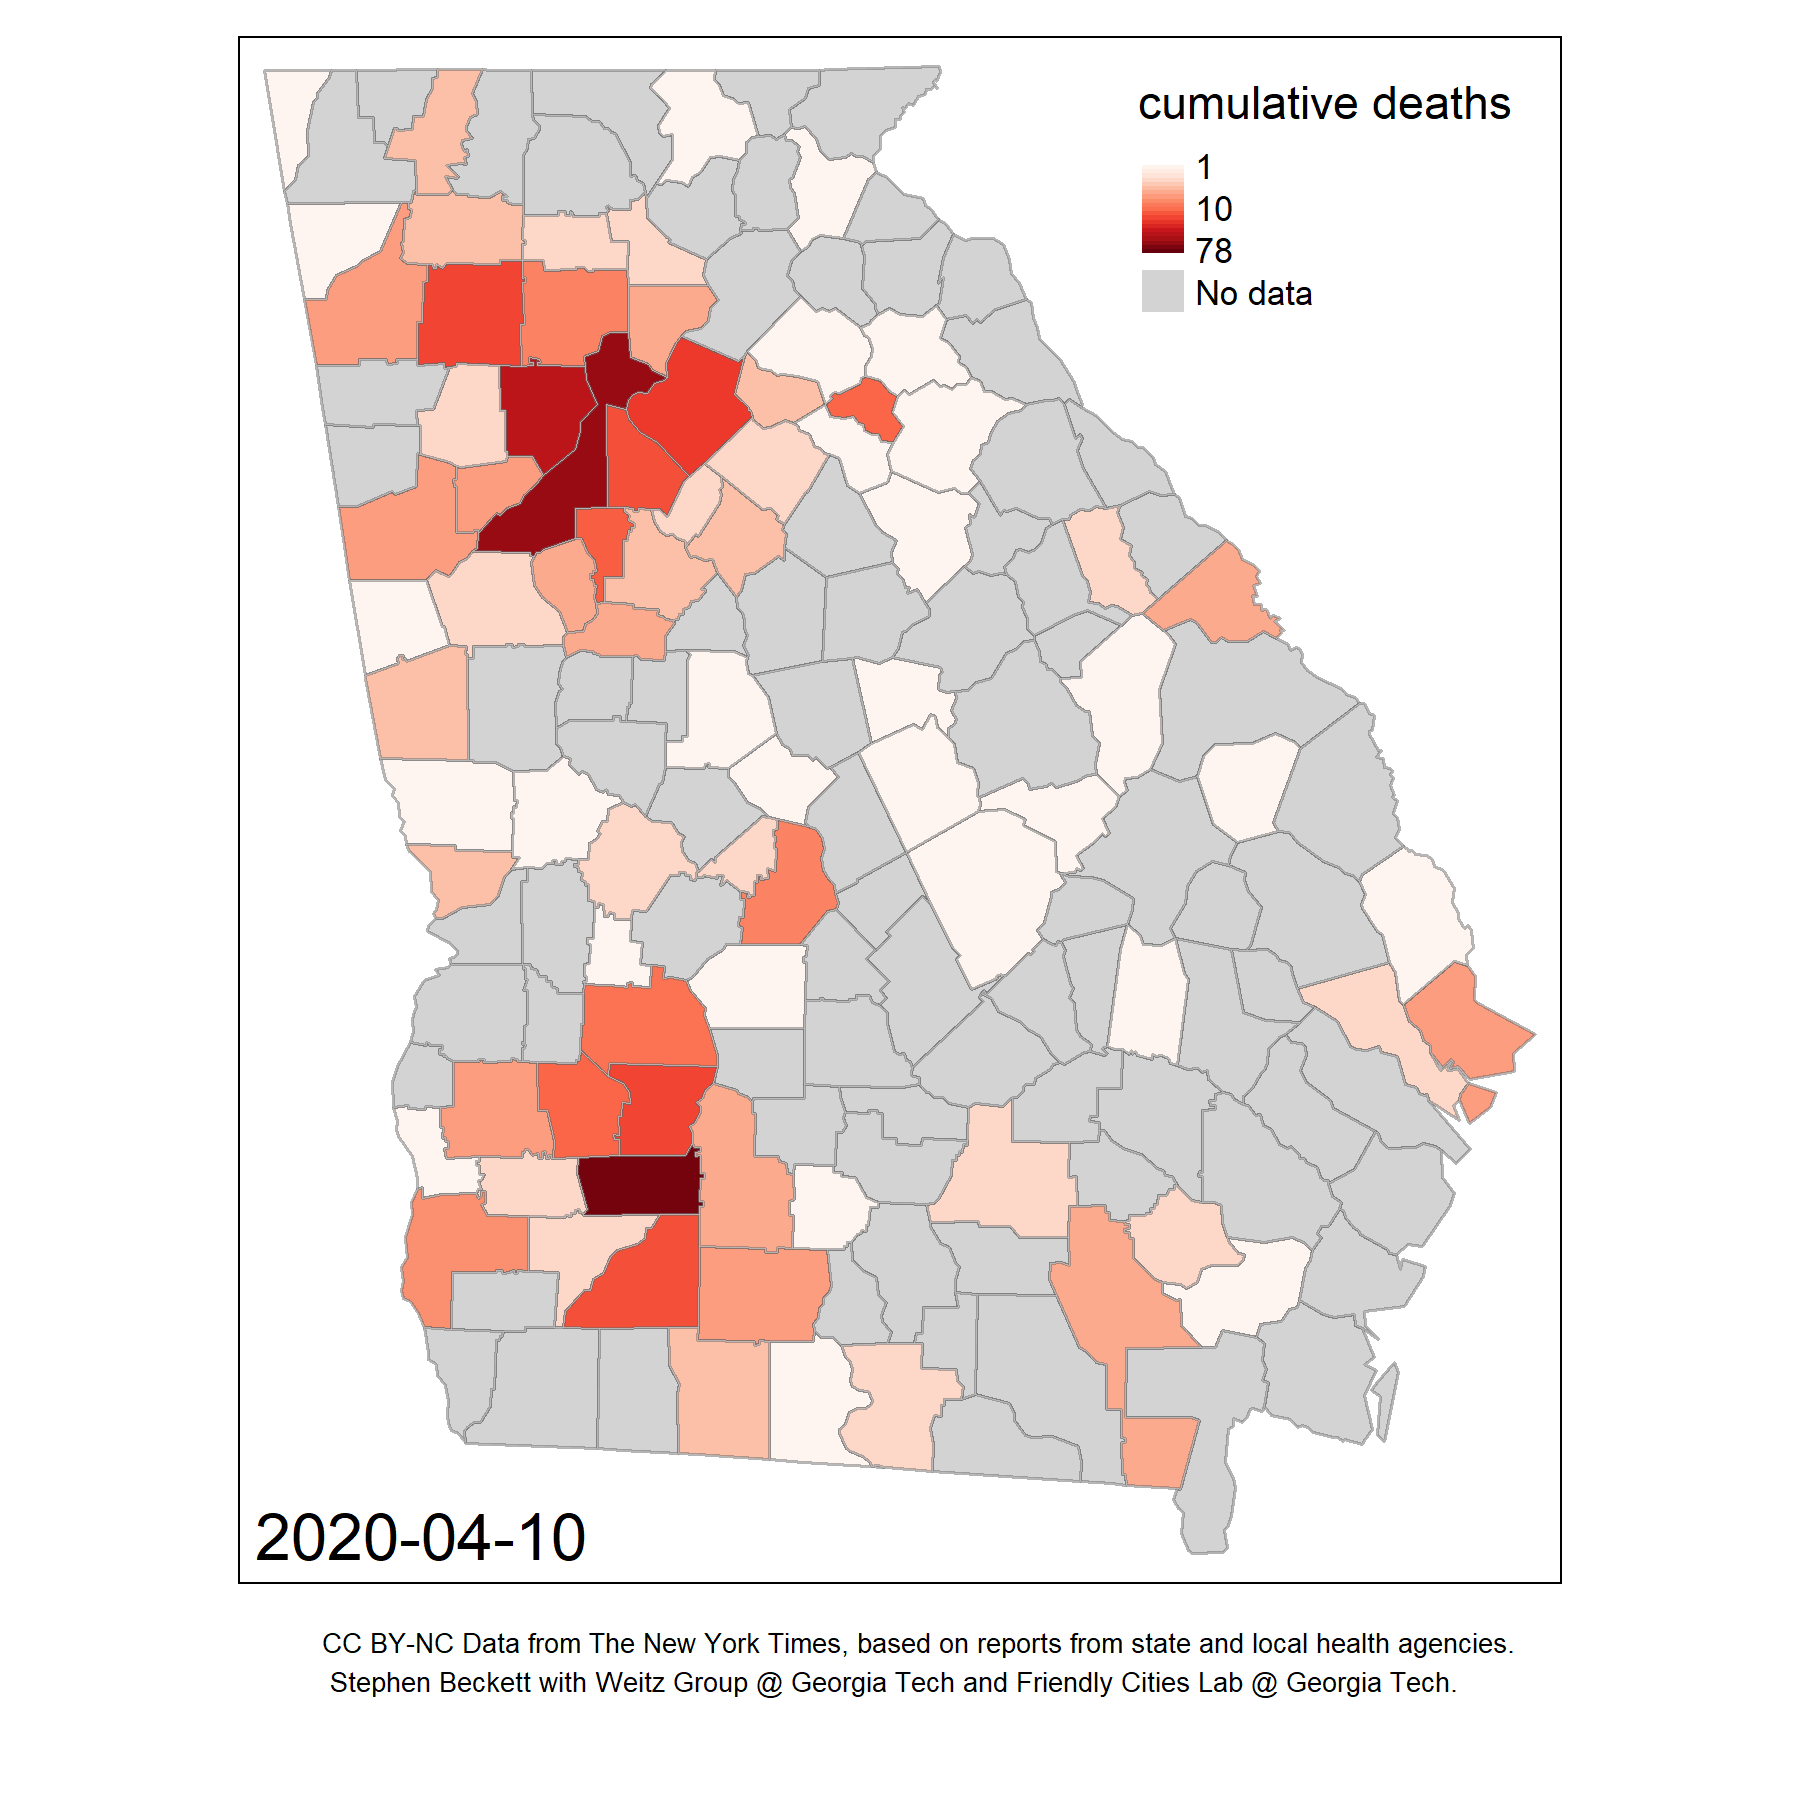 cumulative deaths
1
10
78
No data
2020-04-10
CC BY-NC Data from The New York Times, based on reports from state and local health agencies.
Stephen Beckett with Weitz Group @ Georgia Tech and Friendly Cities Lab @ Georgia Tech.